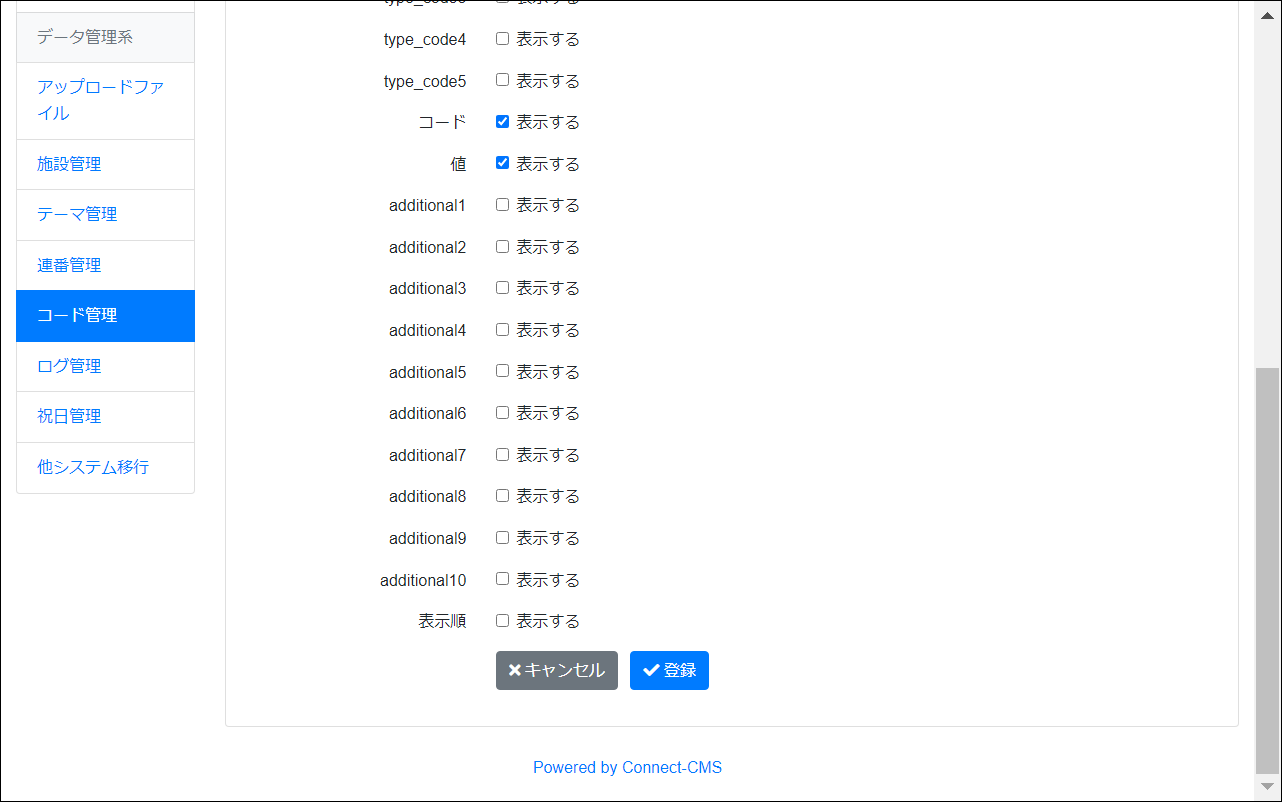 データ管理系
アップロードファ
イル
施設管理
テーマ管理
連番管理
コード管理
ログ管理
祝日管理
他システム移行
type_code4 表示する
type_code5 表示する
コード 表示する
値 表示する
additional1 表示する
additional2 表示する
additional3 表示する
additional4 表示する
additional5 表示する
additional6 表示する
additional7 表示する
additional8 表示する
additional9 表示する
additional10 表示する
表示順 表示する
キャンセル 登録
Powered by Connect-CMS